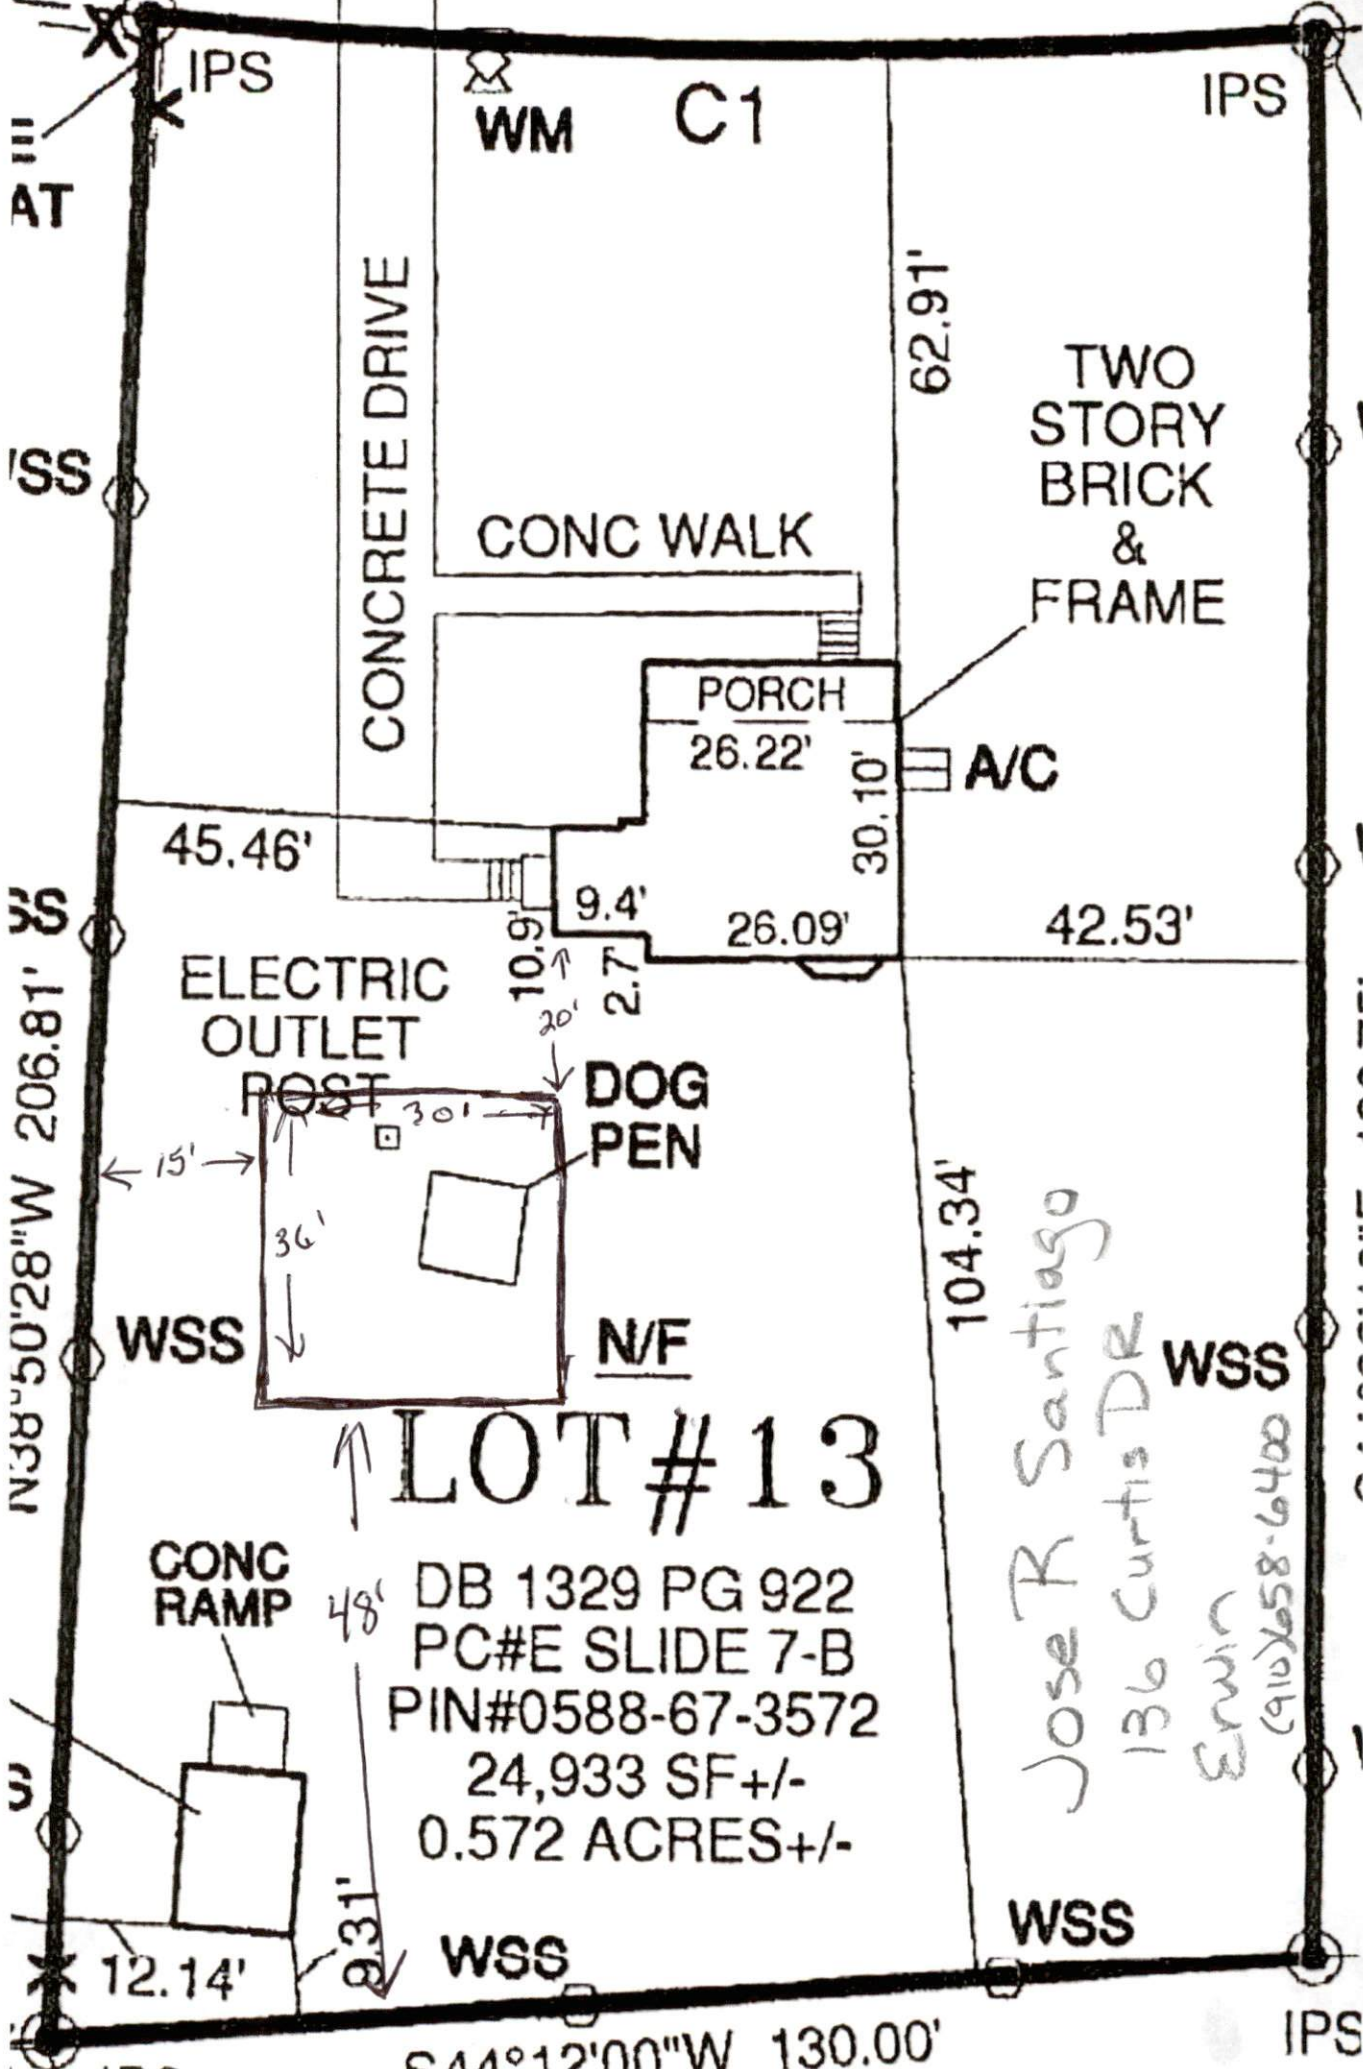 IPS
IPS
WM
C1
AT
CONCRETE DRIVE
62.91'
TWO
STORY
BRICK
&
FRAME
CONC WALK
PORCH
26.22'
30.10'
A/C
45.46'
9.4'
26.09'
42.53'
10.9'
2.7'
20'
ELECTRIC
OUTLET
POST
N38°50'28"W 206.81'
DOG
PEN
30'
15'
36'
104.34'
WSS
N/F
WSS
LOT #13
CONC
RAMP
48'
DB 1329 PG 922
PC#E SLIDE 7-B
PIN#0588-67-3572
24,933 SF+/-
0.572 ACRES+/-
Jose R Santiago
136 Curtis DR
Erwin
(910)658-6400
9.31'
12.14'
WSS
WSS
IPS
S44°12'00"W 130.00'